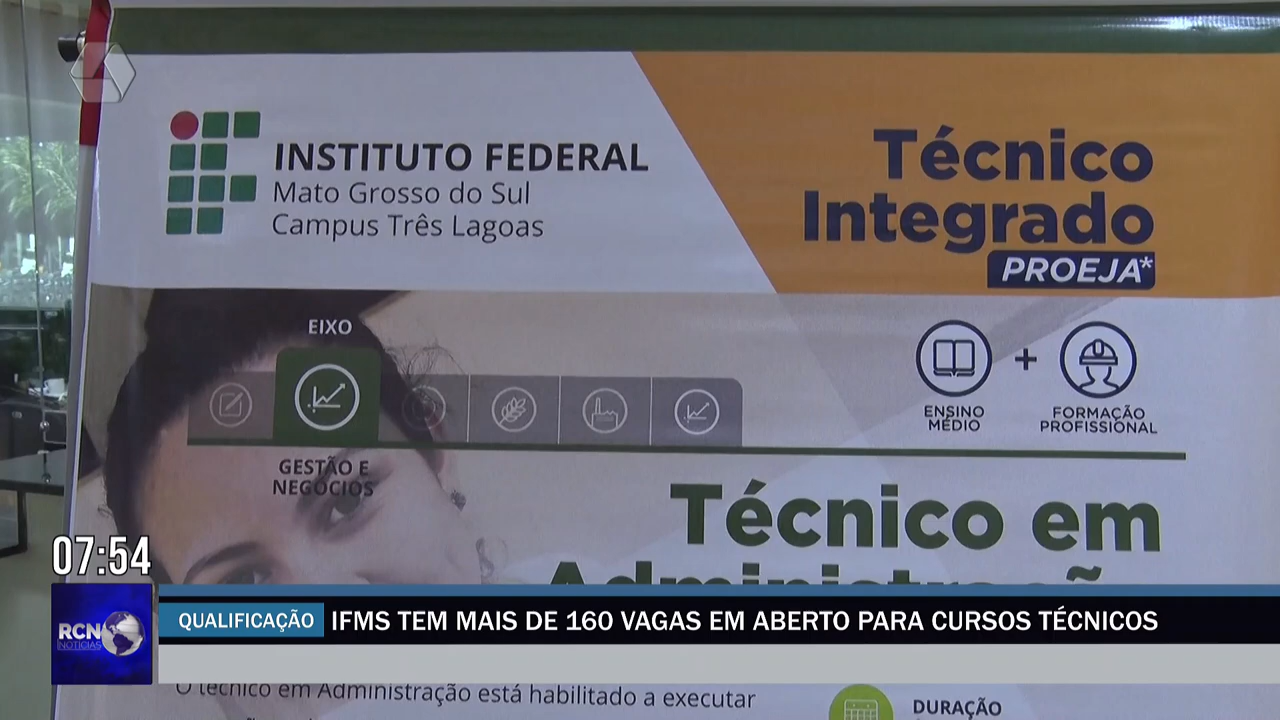 INSTITUTO FEDERAL
Mato Grosso do Sul
Campus Três Lagoas
Técnico
Integrado
PROEJA*
EIXO
GESTÃO E
NEGÓCIOS
ENSINO
MÉDIO
+
FORMAÇÃO
PROFISSIONAL
Técnico em
Administração
07:54
RCN
NOTÍCIAS
QUALIFICAÇÃO
IFMS TEM MAIS DE 160 VAGAS EM ABERTO PARA CURSOS TÉCNICOS
O técnico em Administração está habilitado a executar
DURAÇÃO